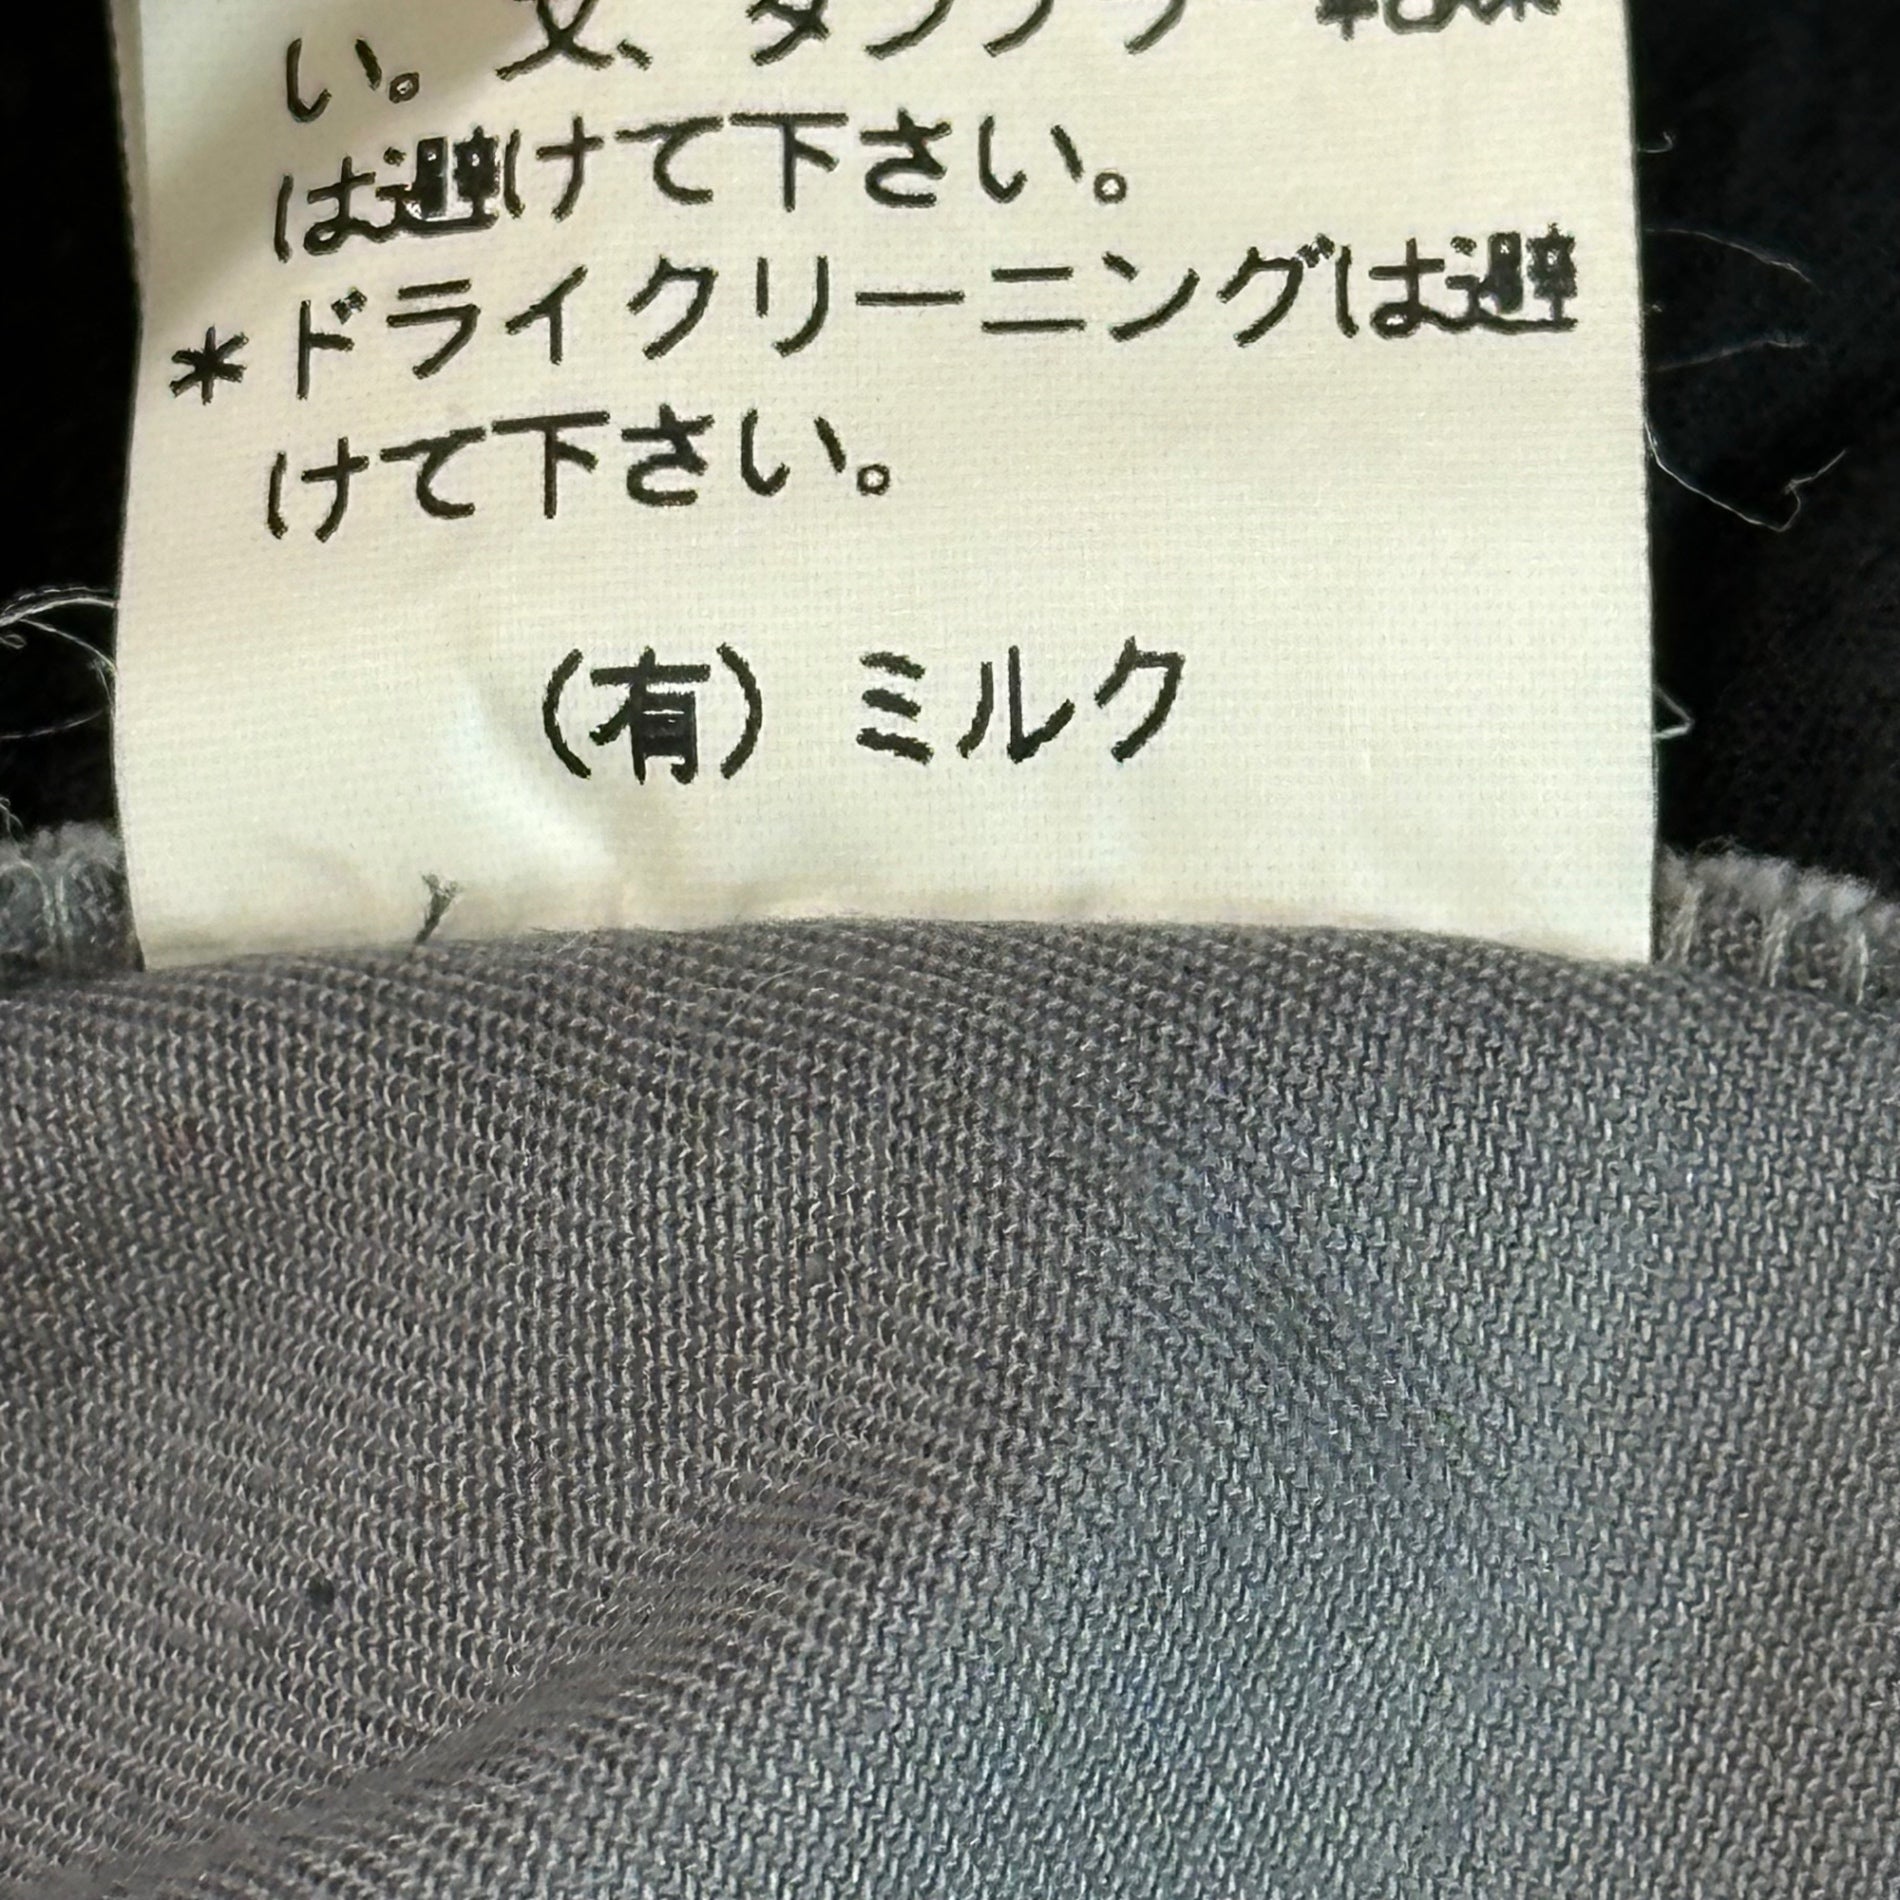 い。又、タンブラー乾燥
は避けて下さい。
*ドライクリーニングは避
けて下さい。
(有) ミルク